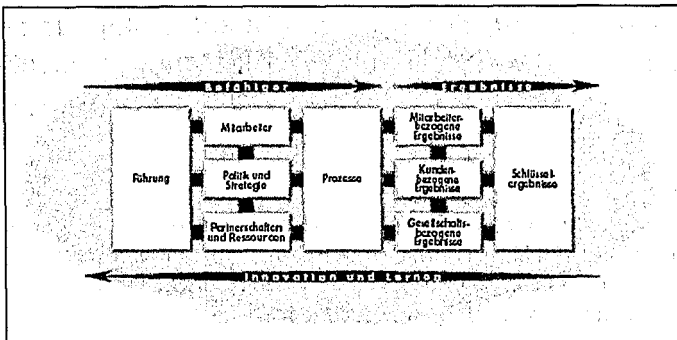 Befähiger
Ergebnisse
Führung
Mitarbeiter
Politik und
Strategie
Partnerschaften
und Ressourcen
Prozesse
Mitarbeiter-
bezogene
Ergebnisse
Kunden-
bezogene
Ergebnisse
Gesellschafts-
bezogene
Ergebnisse
Schlüssel-
ergebnisse
Innovation und Lernen